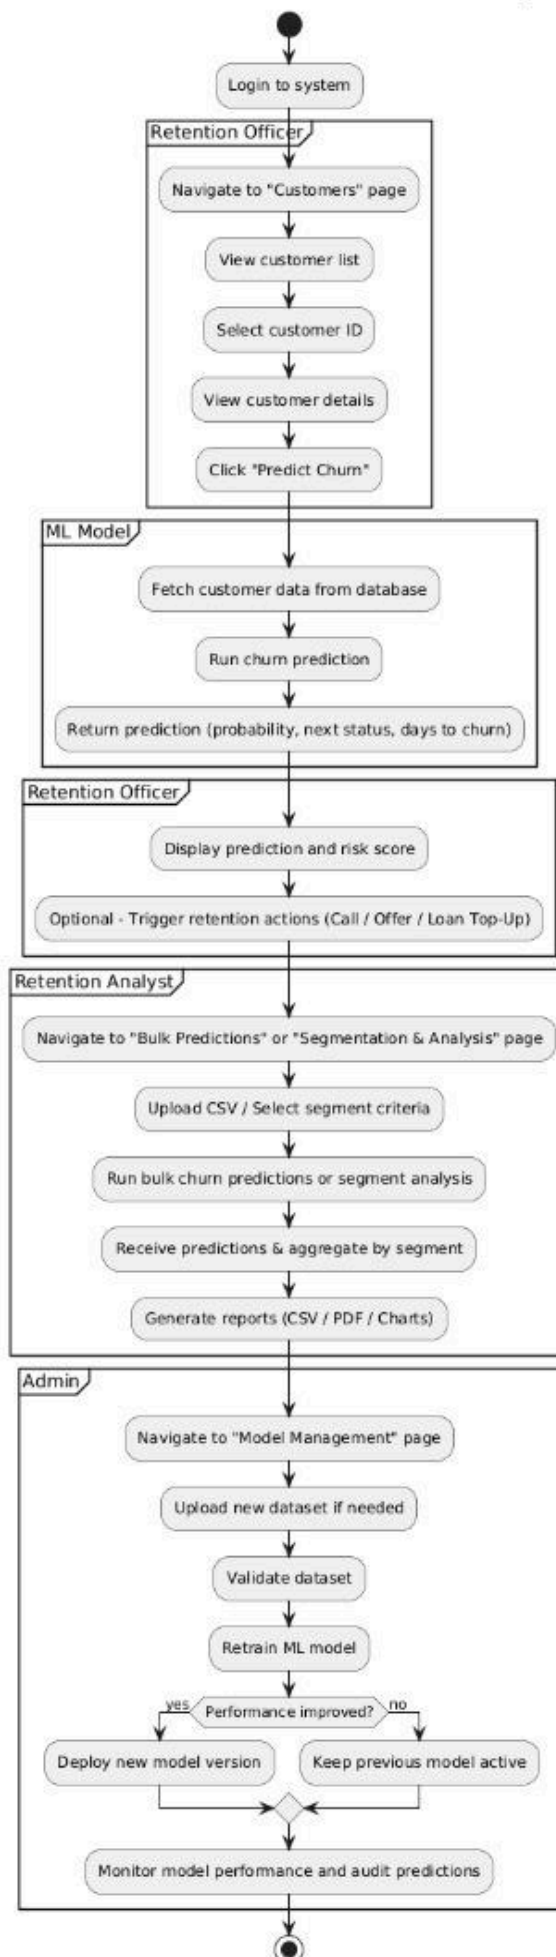 Login to system
Retention Officer
Navigate to "Customers" page
View customer list
Select customer ID
View customer details
Click "Predict Churn"
ML Model
Fetch customer data from database
Run churn prediction
Return prediction (probability, next status, days to churn)
Retention Officer
Display prediction and risk score
Optional - Trigger retention actions (Call / Offer / Loan Top-Up)
Retention Analyst
Navigate to "Bulk Predictions" or "Segmentation & Analysis" page
Upload CSV / Select segment criteria
Run bulk churn predictions or segment analysis
Receive predictions & aggregate by segment
Generate reports (CSV / PDF / Charts)
Admin
Navigate to "Model Management" page
Upload new dataset if needed
Validate dataset
Retrain ML model
yes Performance improved? no
Deploy new model version
Keep previous model active
Monitor model performance and audit predictions